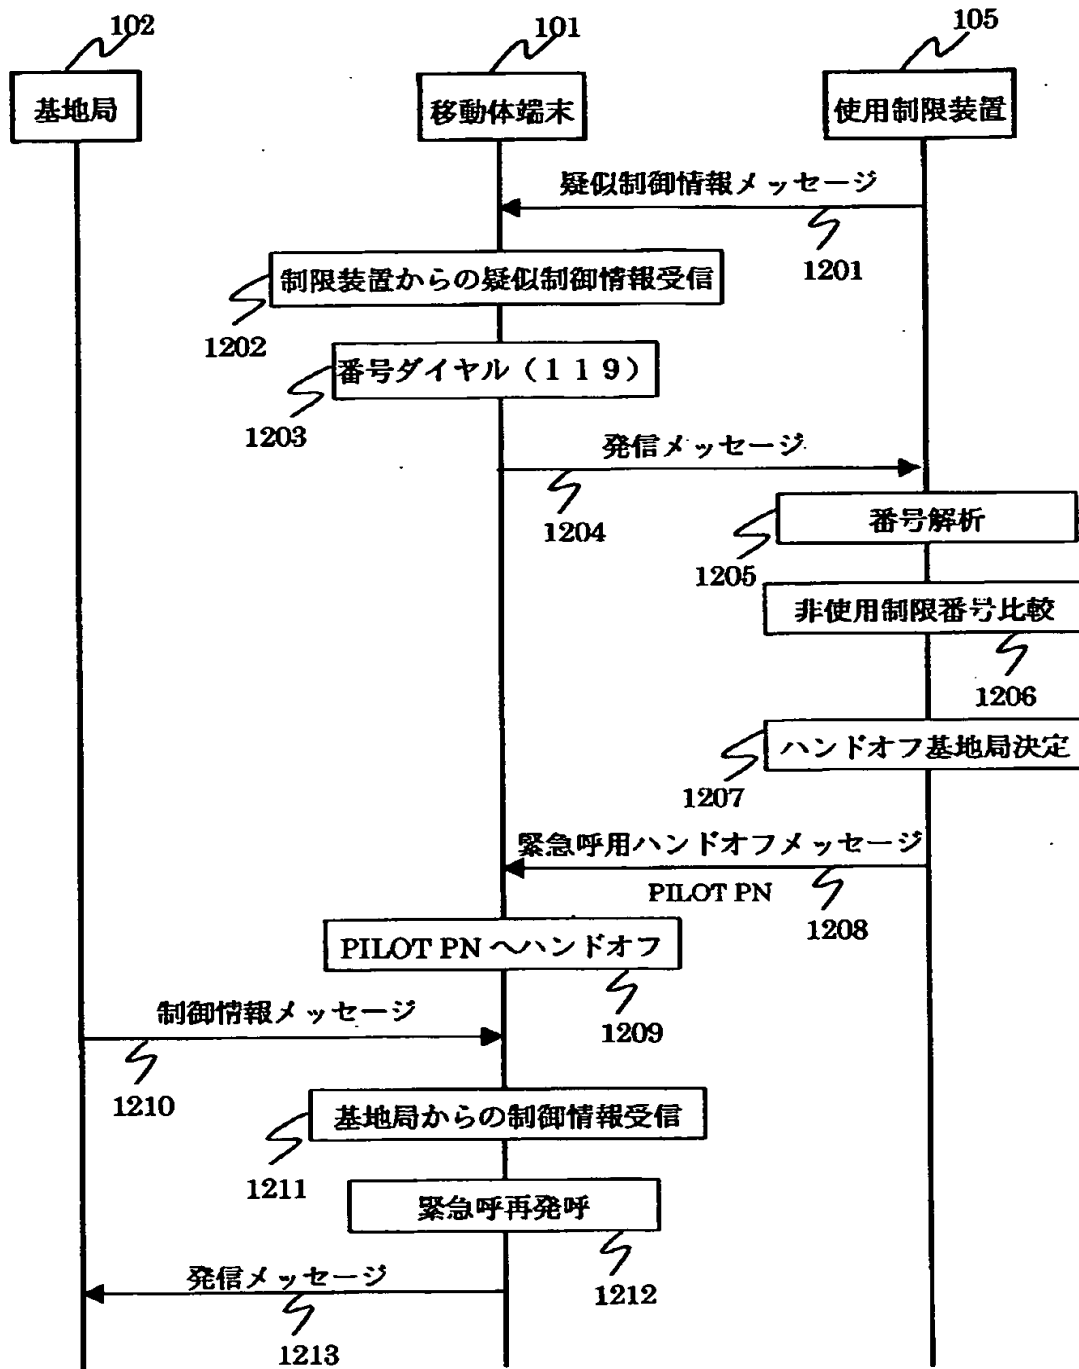 102
101
105
基地局
移動体端末
使用制限装置
疑似制御情報メッセージ
1201
制限装置からの疑似制御情報受信
1202
番号ダイヤル（119）
1203
発信メッセージ
1204
番号解析
1205
非使用制限番号比較
1206
ハンドオフ基地局決定
1207
緊急呼用ハンドオフメッセージ
PILOT PN
1208
PILOT PN へハンドオフ
1209
制御情報メッセージ
1210
基地局からの制御情報受信
1211
緊急呼再発呼
1212
発信メッセージ
1213